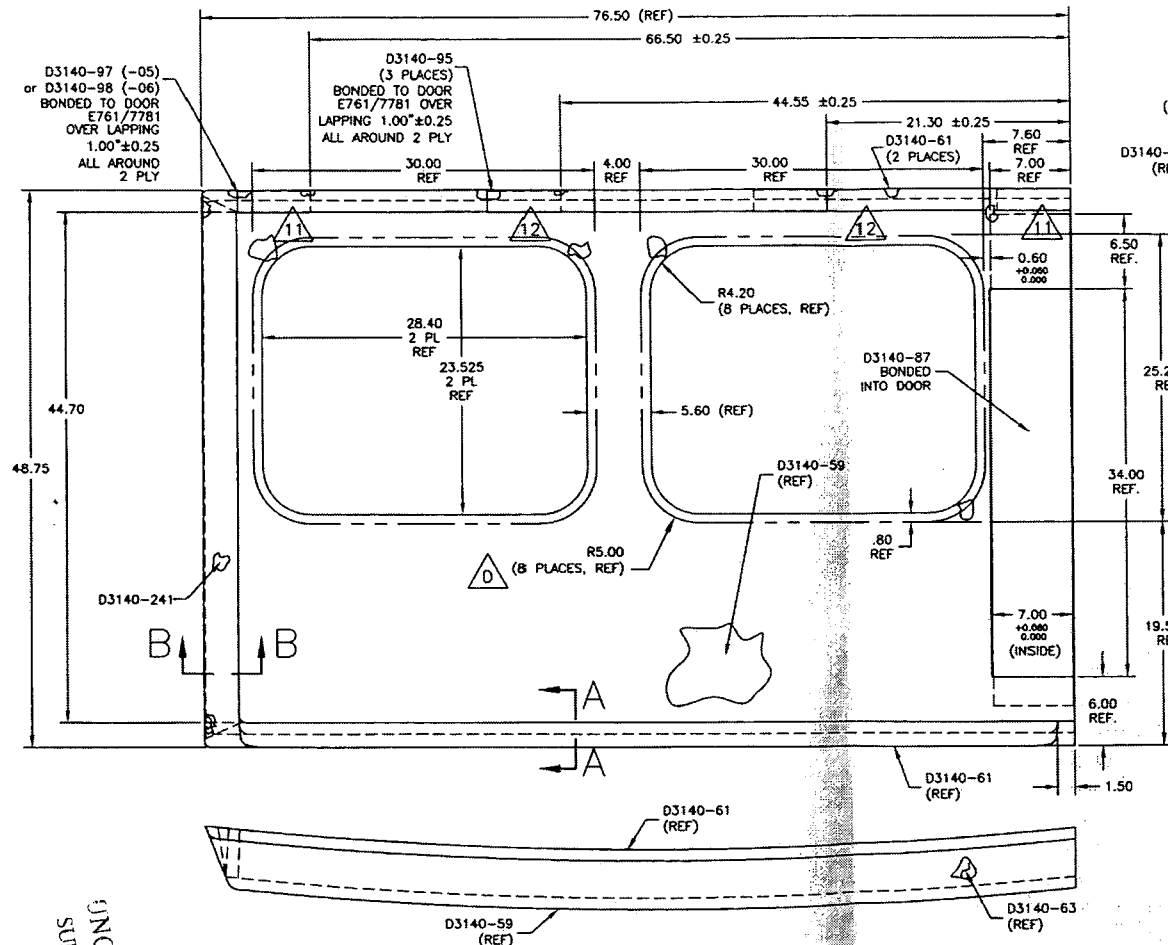 76.50 (REF)
66.50 ±0.25
D3140-97 (-05)
or D3140-98 (-06)
BONDED TO DOOR
E761/7781
OVER LAPPING
1.00"±0.25
ALL AROUND
2 PLY
D3140-95
(3 PLACES)
BONDED TO DOOR
E761/7781 OVER
LAPPING 1.00"±0.25
ALL AROUND 2 PLY
44.55 ±0.25
21.30 ±0.25
D3140-61
(2 PLACES)
7.60
REF
7.00
REF
(
D3140-
(RE
30.00
REF
4.00
REF
30.00
REF
11
12
12
11
6.50
REF.
0.60
+0.060
0.000
R4.20
(8 PLACES, REF)
28.40
2 PL
REF
23.525
2 PL
REF
D3140-87
BONDED
INTO DOOR
25.2
RE
44.70
5.60 (REF)
48.75
D3140-59
(REF)
34.00
REF.
.80
REF
R5.00
(8 PLACES, REF)
D
D3140-241
7.00
+0.060
0.000
(INSIDE)
19.5
RE
B
B
A
A
6.00
REF.
D3140-61
(REF)
1.50
D3140-61
(REF)
D3140-59
(REF)
D3140-63
(REF)